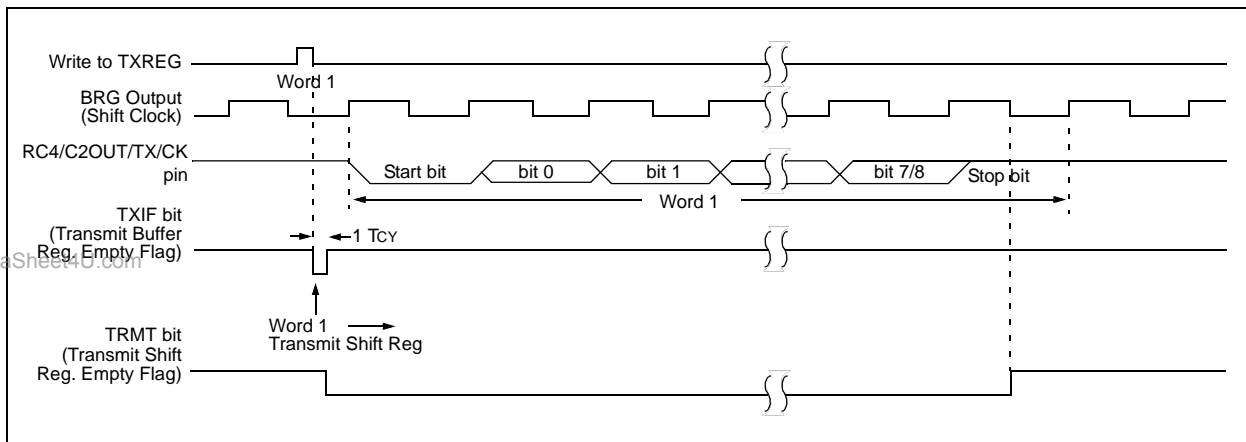 Write to TXREG
Word 1
BRG Output
(Shift Clock)
RC4/C2OUT/TX/CK
pin
Start bit
bit 0
bit 1
bit 7/8
Stop bit
Word 1
TXIF bit
(Transmit Buffer
Reg. Empty Flag)
1 TCY
aSheet4U.com
Word 1
Transmit Shift Reg
TRMT bit
(Transmit Shift
Reg. Empty Flag)